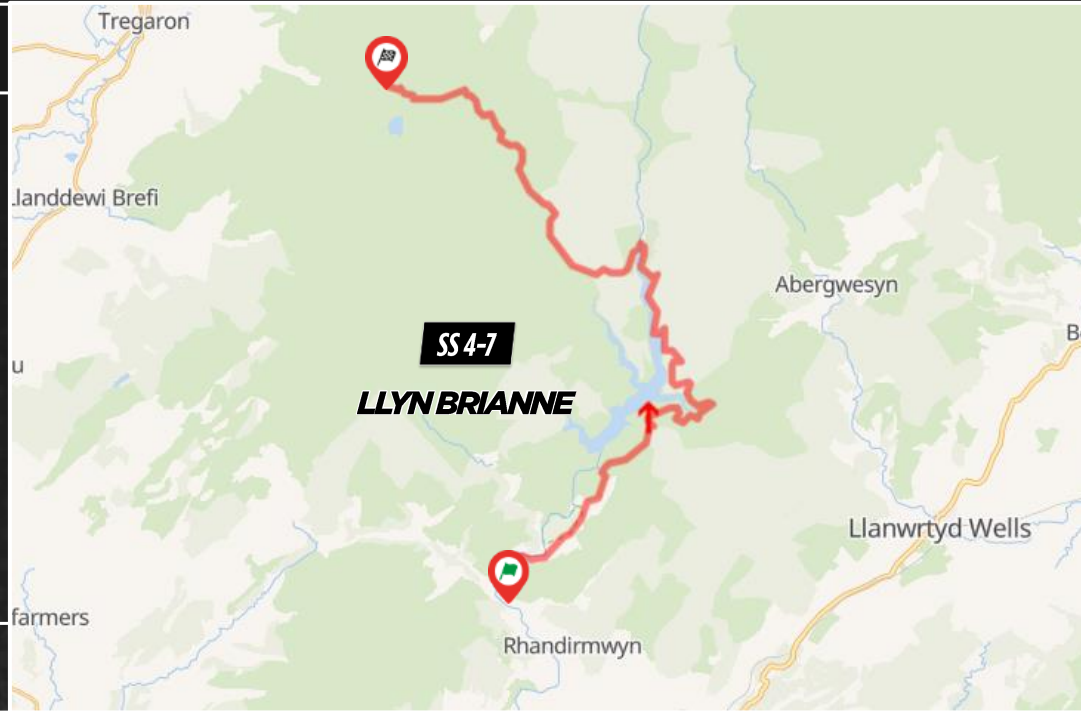 Tregaron
Llanddewi Brefi
Abergwesyn
SS 4-7
LLYN BRIANNE
Llanwrtyd Wells
farmers
Rhandirmwyn